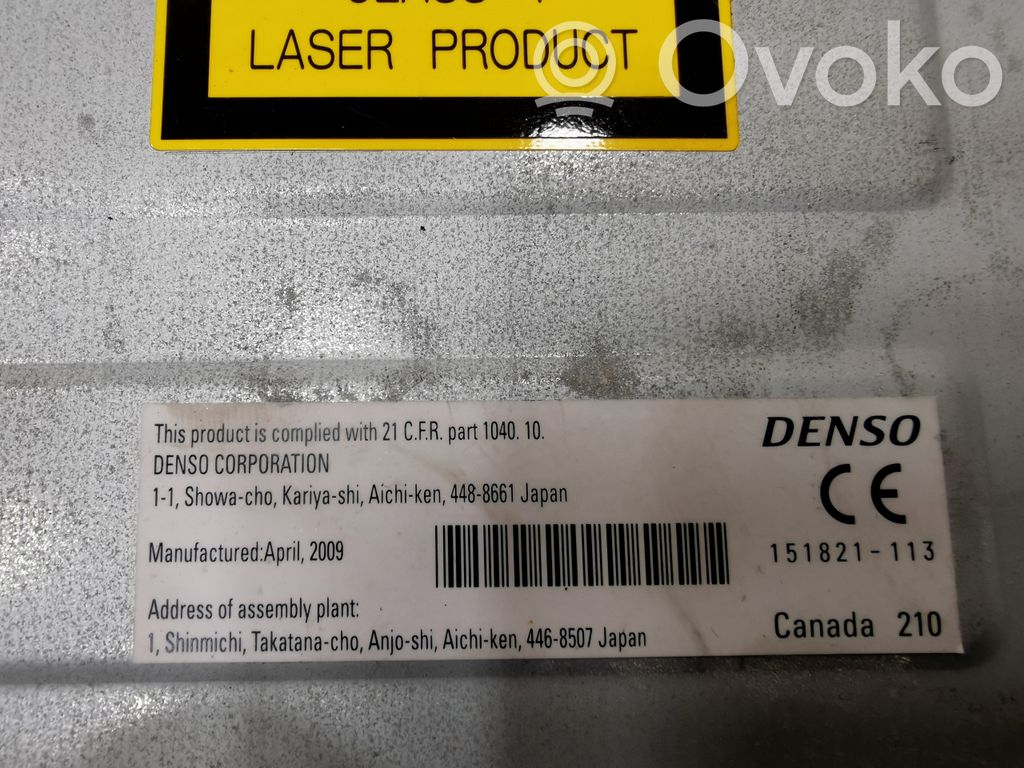 CLASS 1
LASER PRODUCT
Ovoko
This product is complied with 21 C.F.R. part 1040. 10.
DENSO
DENSO CORPORATION
1-1, Showa-cho, Kariya-shi, Aichi-ken, 448-8661 Japan
CE
Manufactured:April, 2009
151821-113
Address of assembly plant:
Canada 210
1, Shinmichi, Takatana-cho, Anjo-shi, Aichi-ken, 446-8507 Japan